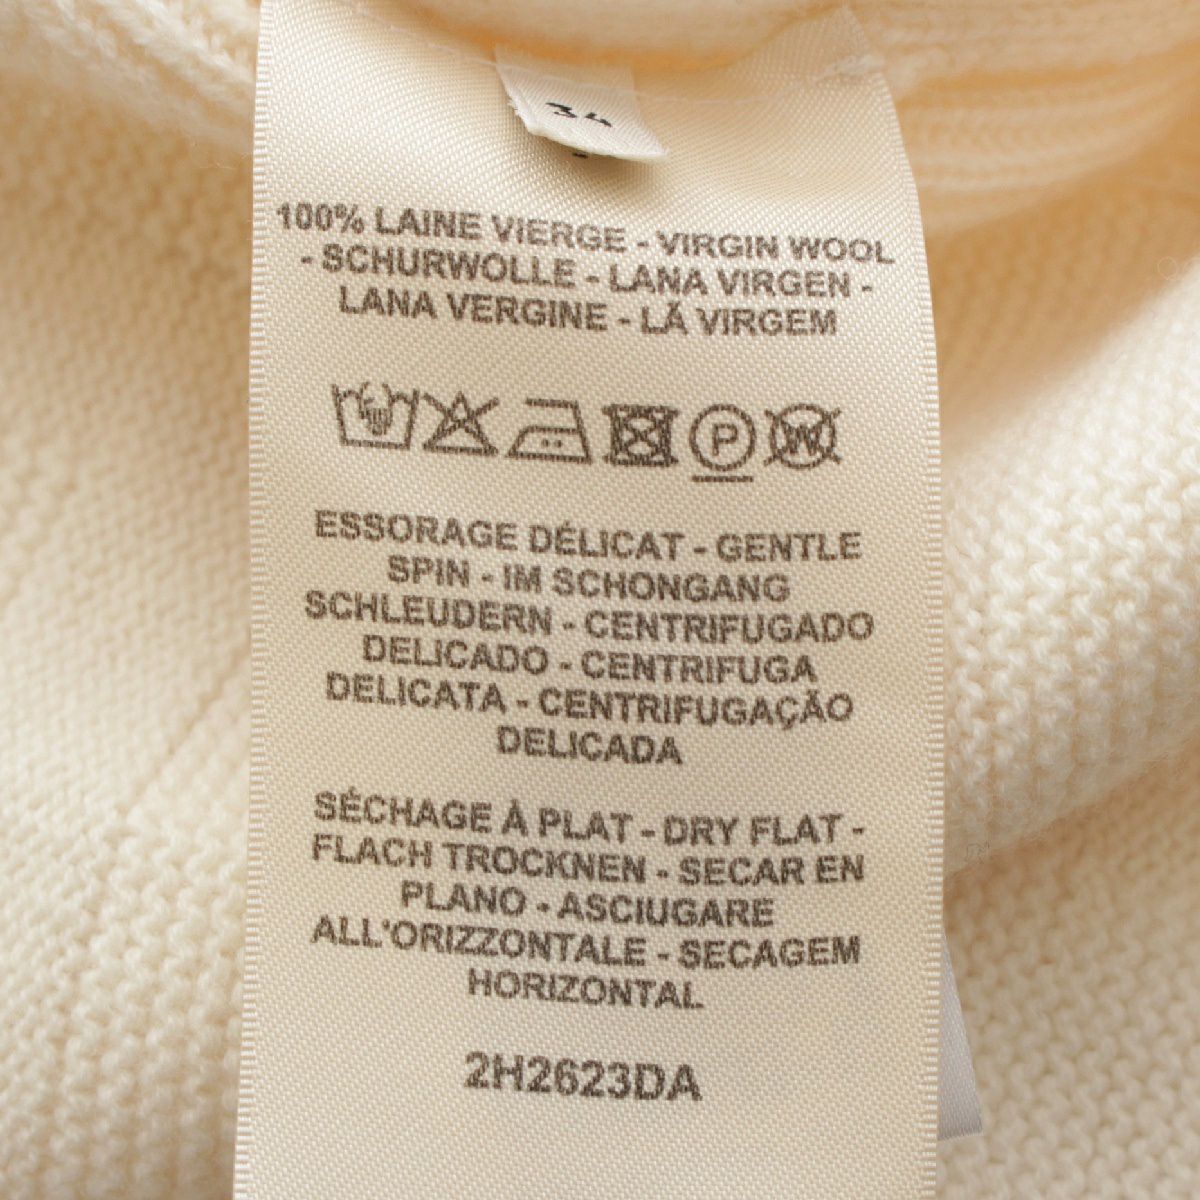 34
100% LAINE VIERGE - VIRGIN WOOL
- SCHURWOLLE - LANA VIRGEN -
LANA VERGINE - LÃ VIRGEM
P
W
ESSORAGE DÉLICAT - GENTLE
SPIN - IM SCHONGANG
SCHLEUDERN - CENTRIFUGADO
DELICADO - CENTRIFUGA
DELICATA - CENTRIFUGAÇÃO
DELICADA
SÉCHAGE À PLAT - DRY FLAT -
FLACH TROCKNEN - SECAR EN
PLANO - ASCIUGARE
ALL'ORIZZONTALE - SECAGEM
HORIZONTAL
2H2623DA